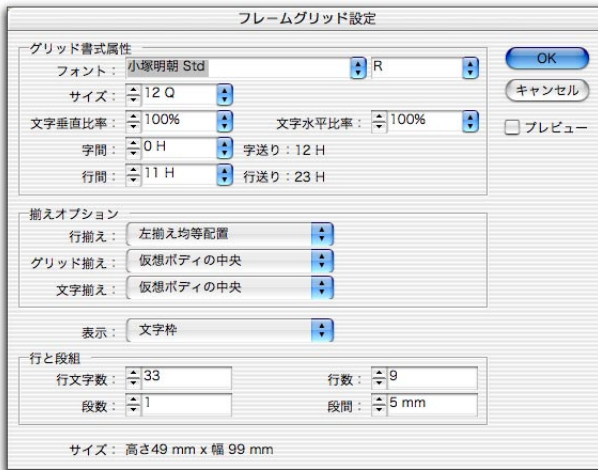 フレームグリッド設定
グリッド書式属性
フォント： 小塚明朝 Std R
サイズ： 12 Q
文字垂直比率： 100% 文字水平比率： 100%
字間： 0 H 字送り：12 H
行間： 11 H 行送り：23 H
OK
キャンセル
プレビュー
揃えオプション
行揃え： 左揃え均等配置
グリッド揃え： 仮想ボディの中央
文字揃え： 仮想ボディの中央
表示： 文字枠
行と段組
行文字数： 33 行数： 9
段数： 1 段間： 5 mm
サイズ： 高さ49 mm x 幅 99 mm